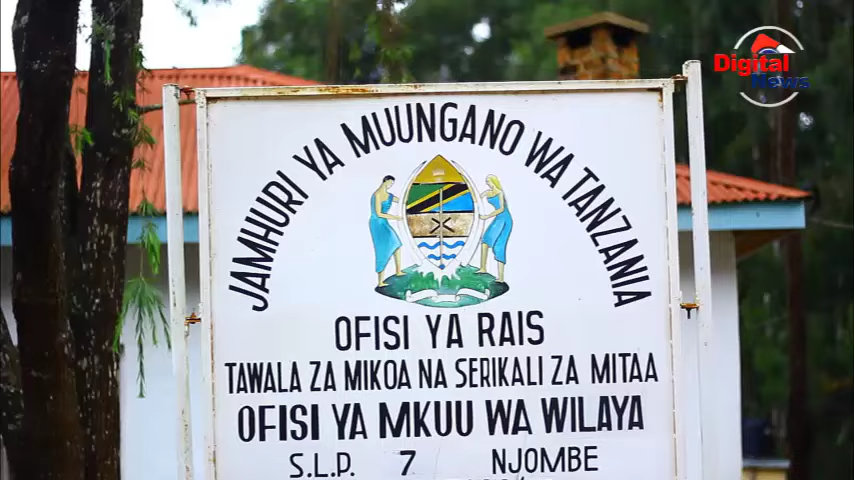 Digital
News
JAMHURI YA MUUNGANO WA TANZANIA
OFISI YA RAIS
TAWALA ZA MIKOA NA SERIKALI ZA MITAA
OFISI YA MKUU WA WILAYA
S.L.P. 7 NJOMBE